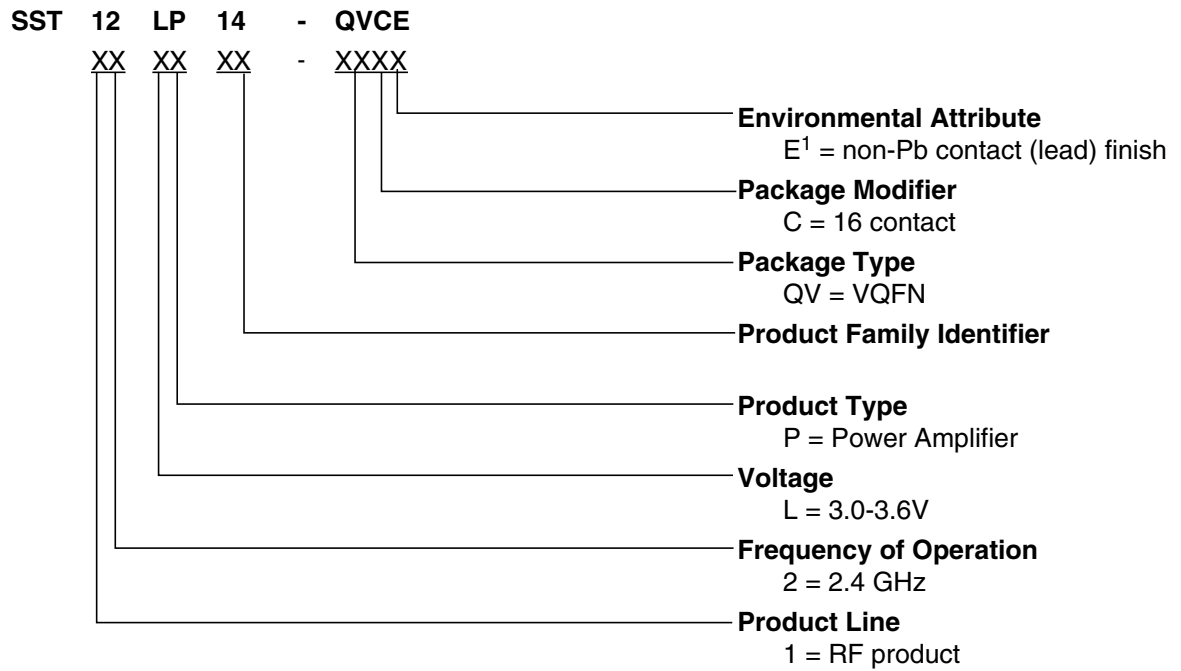 SST 12 LP 14 - QVCE
XX XX XX - XXXX
Environmental Attribute
E1 = non-Pb contact (lead) finish
Package Modifier
C = 16 contact
Package Type
QV = VQFN
Product Family Identifier
Product Type
P = Power Amplifier
Voltage
L = 3.0-3.6V
Frequency of Operation
2 = 2.4 GHz
Product Line
1 = RF product